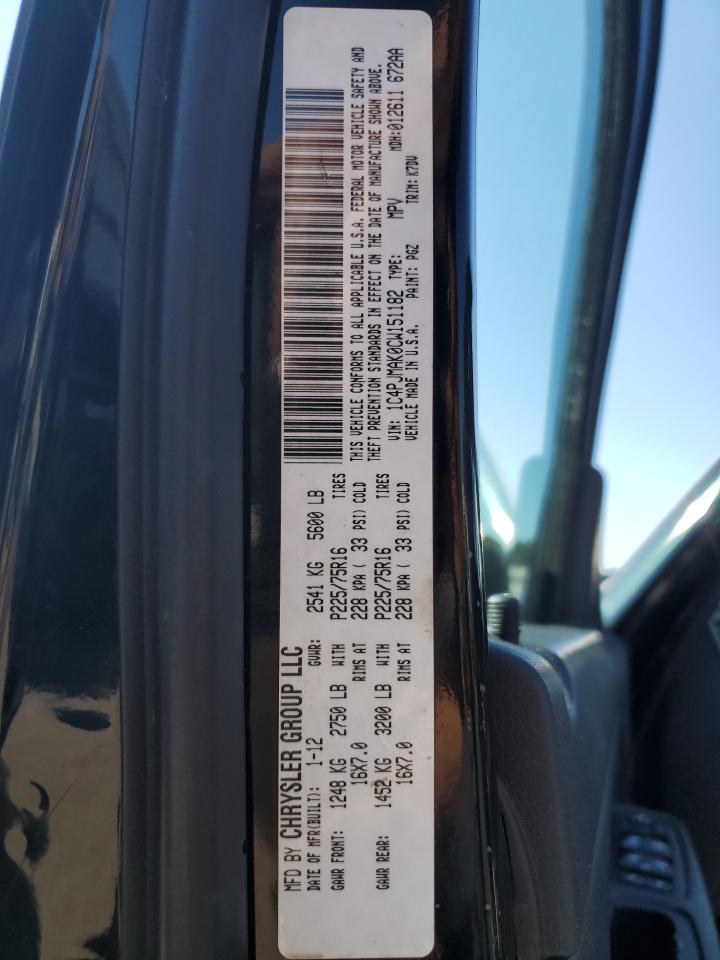 MFD BY CHRYSLER GROUP LLC
DATE OF MFR(BUILT): 1-12 GVWR: 2541 KG 5600 LB
GAWR FRONT: 1248 KG 2750 LB WITH P225/75R16 TIRES
16X7.0 RIMS AT 228 KPA ( 33 PSI) COLD
GAWR REAR: 1452 KG 3200 LB WITH P225/75R16 TIRES
16X7.0 RIMS AT 228 KPA ( 33 PSI) COLD
THIS VEHICLE CONFORMS TO ALL APPLICABLE U.S.A. FEDERAL MOTOR VEHICLE SAFETY AND
THEFT PREVENTION STANDARDS IN EFFECT ON THE DATE OF MANUFACTURE SHOWN ABOVE.
VIN: 1C4PJMAK0CW151182 TYPE: MPV MDH:012611 672AA
VEHICLE MADE IN U.S.A. PAINT: PGZ TRIM: K7DV